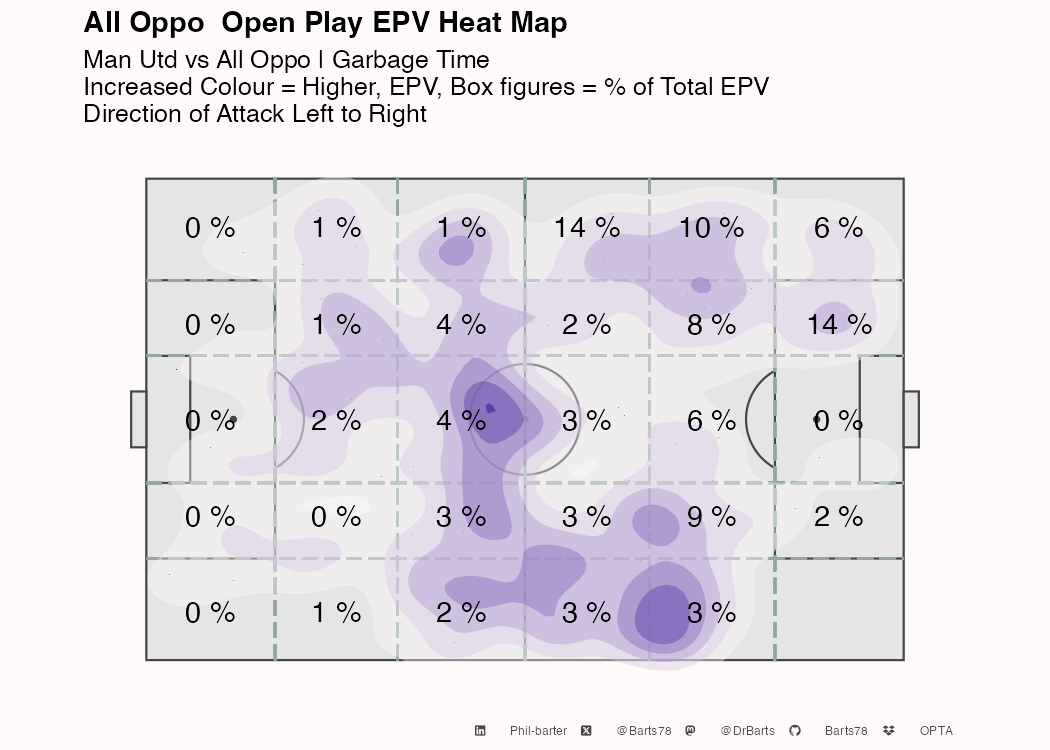 All Oppo  Open Play EPV Heat Map
Man Utd vs All Oppo | Garbage Time
Increased Colour = Higher, EPV, Box figures = % of Total EPV
Direction of Attack Left to Right
0 % 1 % 1 % 14 % 10 % 6 %
0 % 1 % 4 % 2 % 8 % 14 %
0 % 2 % 4 % 3 % 6 % 0 %
0 % 0 % 3 % 3 % 9 % 2 %
0 % 1 % 2 % 3 % 3 %
Phil-barter @Barts78 @DrBarts Barts78 OPTA